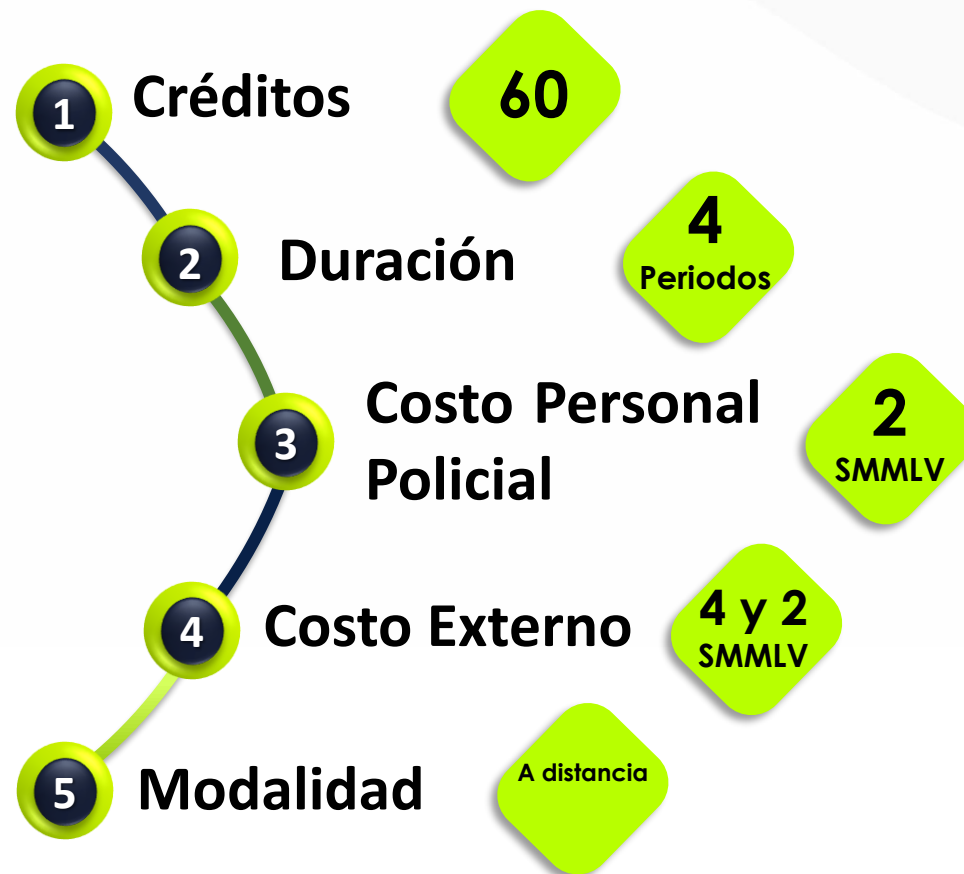 1
Créditos
60
2
Duración
4
Periodos
3
Costo Personal
Policial
2
SMMLV
4
Costo Externo
4 y 2
SMMLV
5
Modalidad
A distancia